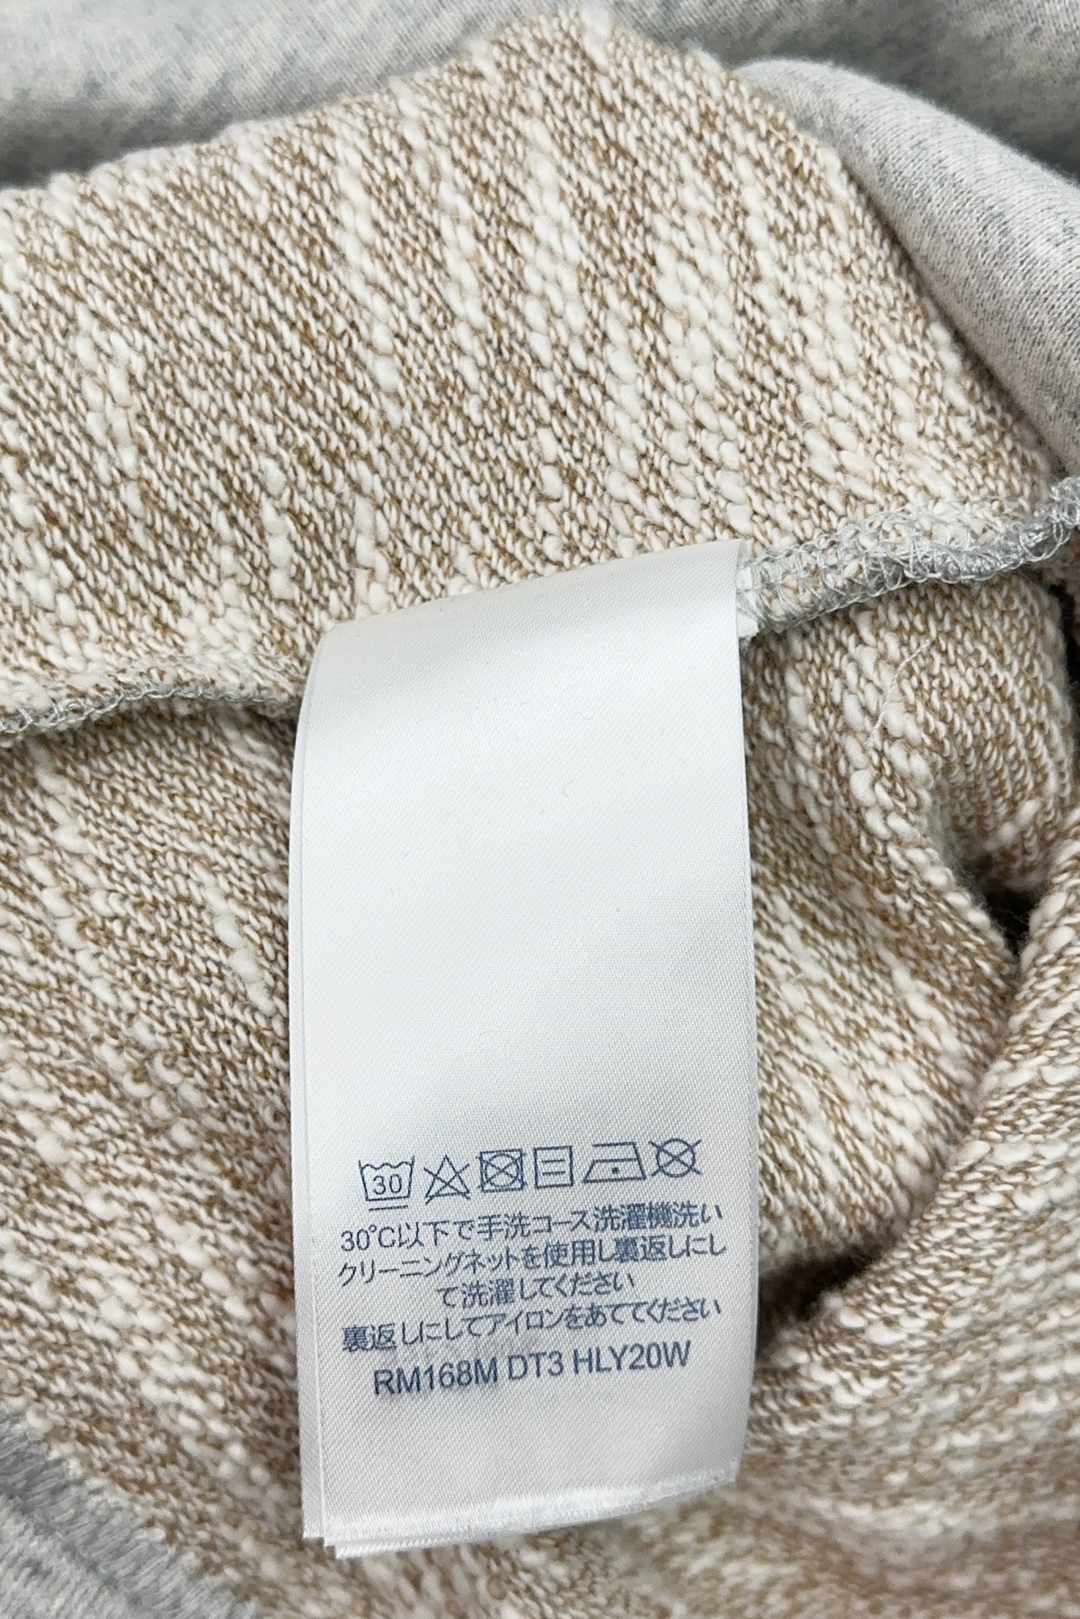 30
30℃以下で手洗コース洗濯機洗い
クリーニングネットを使用し裏返しにし
て洗濯してください
裏返しにしてアイロンをあててください
RM168M DT3 HLY20W